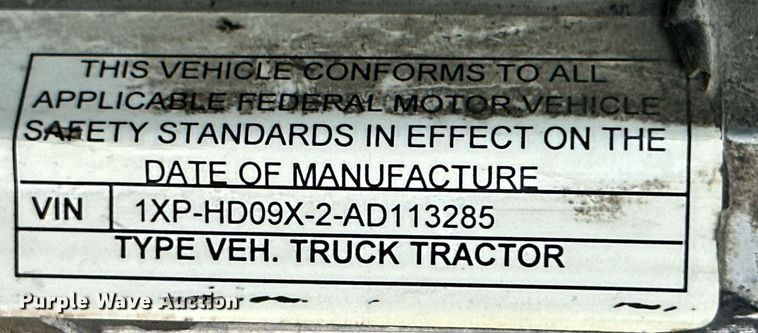 THIS VEHICLE CONFORMS TO ALL
APPLICABLE FEDERAL MOTOR VEHICLE
SAFETY STANDARDS IN EFFECT ON THE
DATE OF MANUFACTURE
VIN 1XP-HD09X-2-AD113285
TYPE VEH. TRUCK TRACTOR
Purple Wave Auction